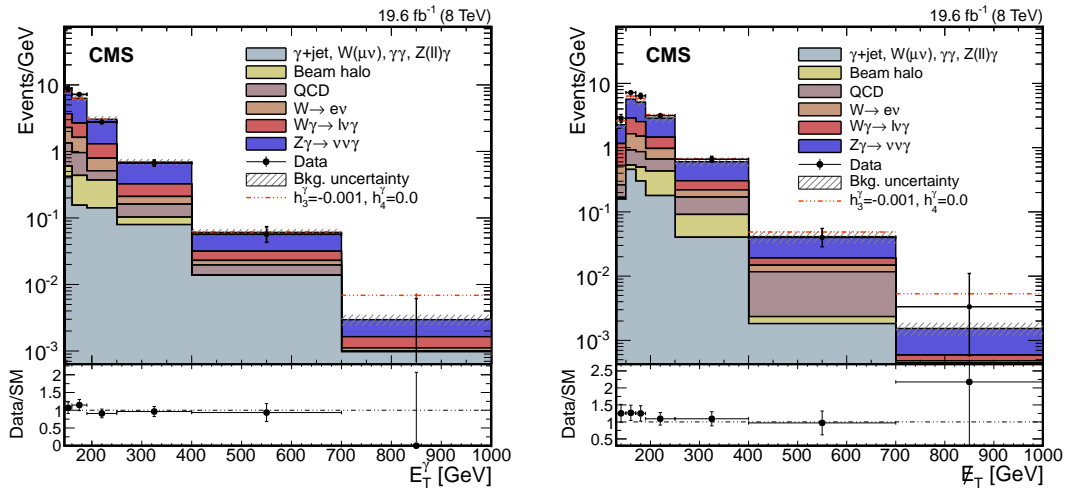 19.6 fb⁻¹ (8 TeV)
CMS
Events/GeV
10
1
10⁻¹
10⁻²
10⁻³
γ+jet, W(μν), γγ, Z(ll)γ
Beam halo
QCD
W→ eν
Wγ→ lνγ
Zγ→ ννγ
Data
Bkg. uncertainty
h₃^γ=-0.001, h₄^γ=0.0
Data/SM
2
1.5
1
0.5
0
200 300 400 500 600 700 800 900 1000
E_T^γ [GeV]
19.6 fb⁻¹ (8 TeV)
CMS
Events/GeV
10
1
10⁻¹
10⁻²
10⁻³
γ+jet, W(μν), γγ, Z(ll)γ
Beam halo
QCD
W→ eν
Wγ→ lνγ
Zγ→ ννγ
Data
Bkg. uncertainty
h₃^γ=-0.001, h₄^γ=0.0
Data/SM
2.5
2
1.5
1
0.5
200 300 400 500 600 700 800 900 1000
E̸_T [GeV]